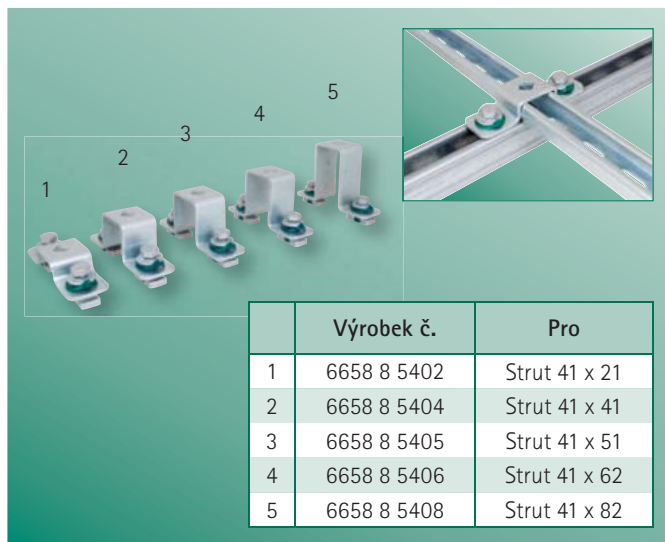 5
4
3
2
1
Výrobek č. Pro
1 6658 8 5402 Strut 41 x 21
2 6658 8 5404 Strut 41 x 41
3 6658 8 5405 Strut 41 x 51
4 6658 8 5406 Strut 41 x 62
5 6658 8 5408 Strut 41 x 82